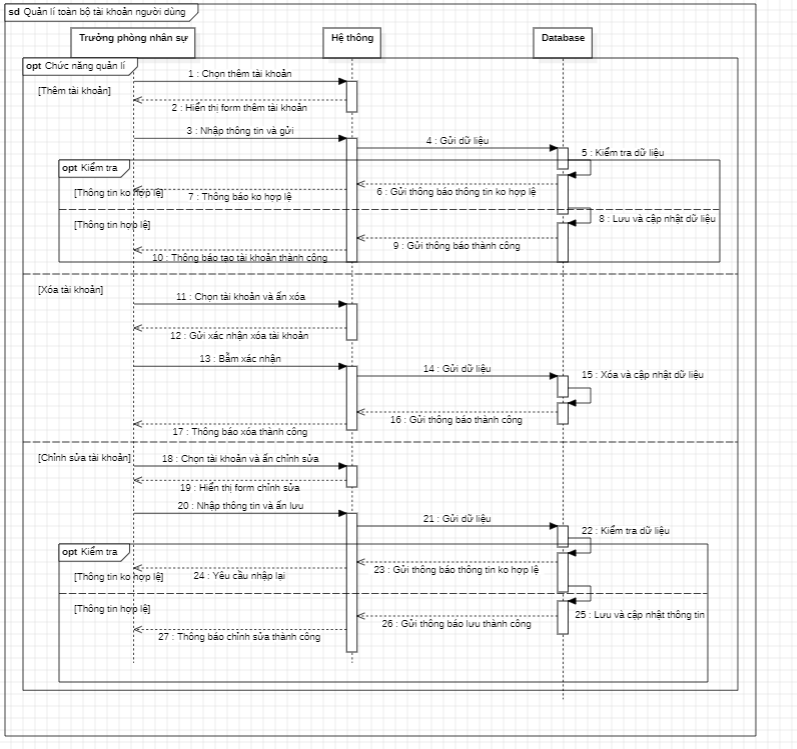 sd Quản lí toàn bộ tài khoản người dùng
Trưởng phòng nhân sự
Hệ thống
Database
opt Chức năng quản lí
1 : Chọn thêm tài khoản
[Thêm tài khoản]
2 : Hiển thị form thêm tài khoản
3 : Nhập thông tin và gửi
4 : Gửi dữ liệu
5 : Kiểm tra dữ liệu
opt Kiểm tra
[Thông tin ko hợp lệ]
6 : Gửi thông báo thông tin ko hợp lệ
7 : Thông báo ko hợp lệ
8 : Lưu và cập nhật dữ liệu
[Thông tin hợp lệ]
9 : Gửi thông báo thành công
10 : Thông báo tạo tài khoản thành công
[Xóa tài khoản]
11 : Chọn tài khoản và ấn xóa
12 : Gửi xác nhận xóa tài khoản
13 : Bấm xác nhận
14 : Gửi dữ liệu
15 : Xóa và cập nhật dữ liệu
16 : Gửi thông báo thành công
17 : Thông báo xóa thành công
[Chỉnh sửa tài khoản]
18 : Chọn tài khoản và ấn chỉnh sửa
19 : Hiển thị form chỉnh sửa
20 : Nhập thông tin và ấn lưu
21 : Gửi dữ liệu
22 : Kiểm tra dữ liệu
opt Kiểm tra
23 : Gửi thông báo thông tin ko hợp lệ
[Thông tin ko hợp lệ]
24 : Yêu cầu nhập lại
[Thông tin hợp lệ]
25 : Lưu và cập nhật thông tin
26 : Gửi thông báo lưu thành công
27 : Thông báo chỉnh sửa thành công